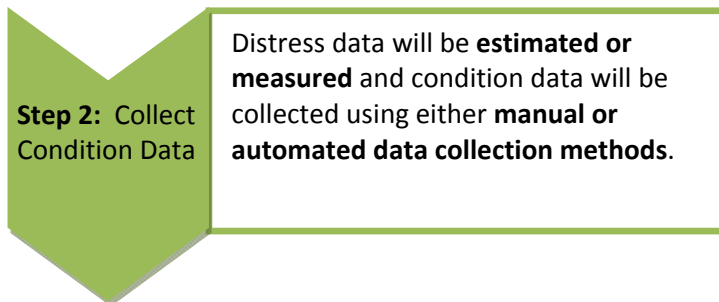 Step 2: Collect
Condition Data
Distress data will be estimated or
measured and condition data will be
collected using either manual or
automated data collection methods.